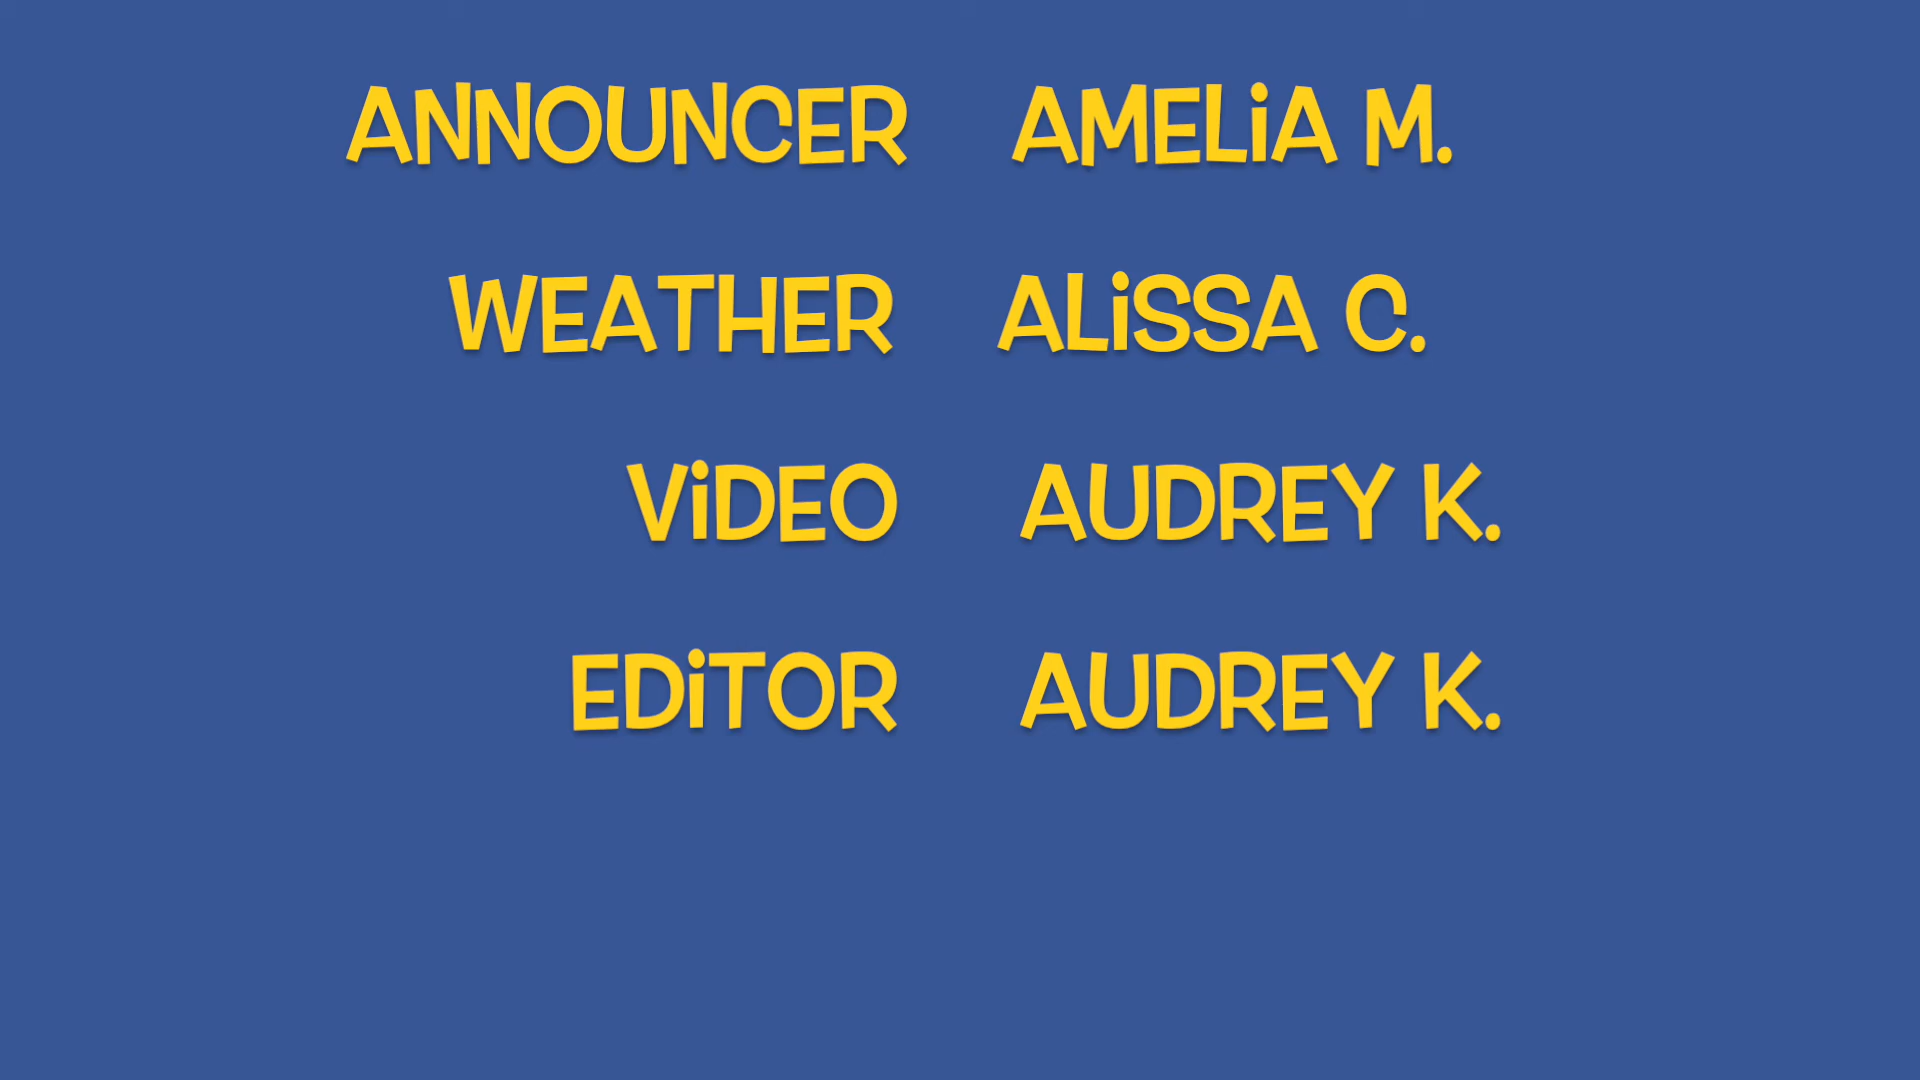 ANNOUNCER AMELiA M.
WEATHER ALiSSA C.
ViDEO AUDREY K.
EDiTOR AUDREY K.